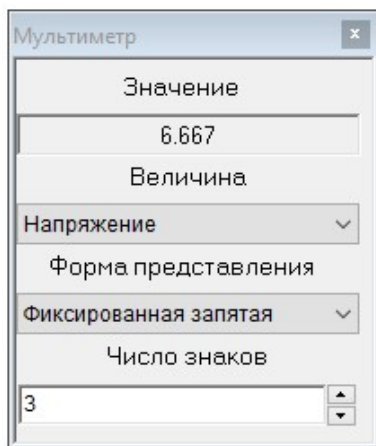 Мультиметр
Значение
6.667
Величина
Напряжение
Форма представления
Фиксированная запятая
Число знаков
3